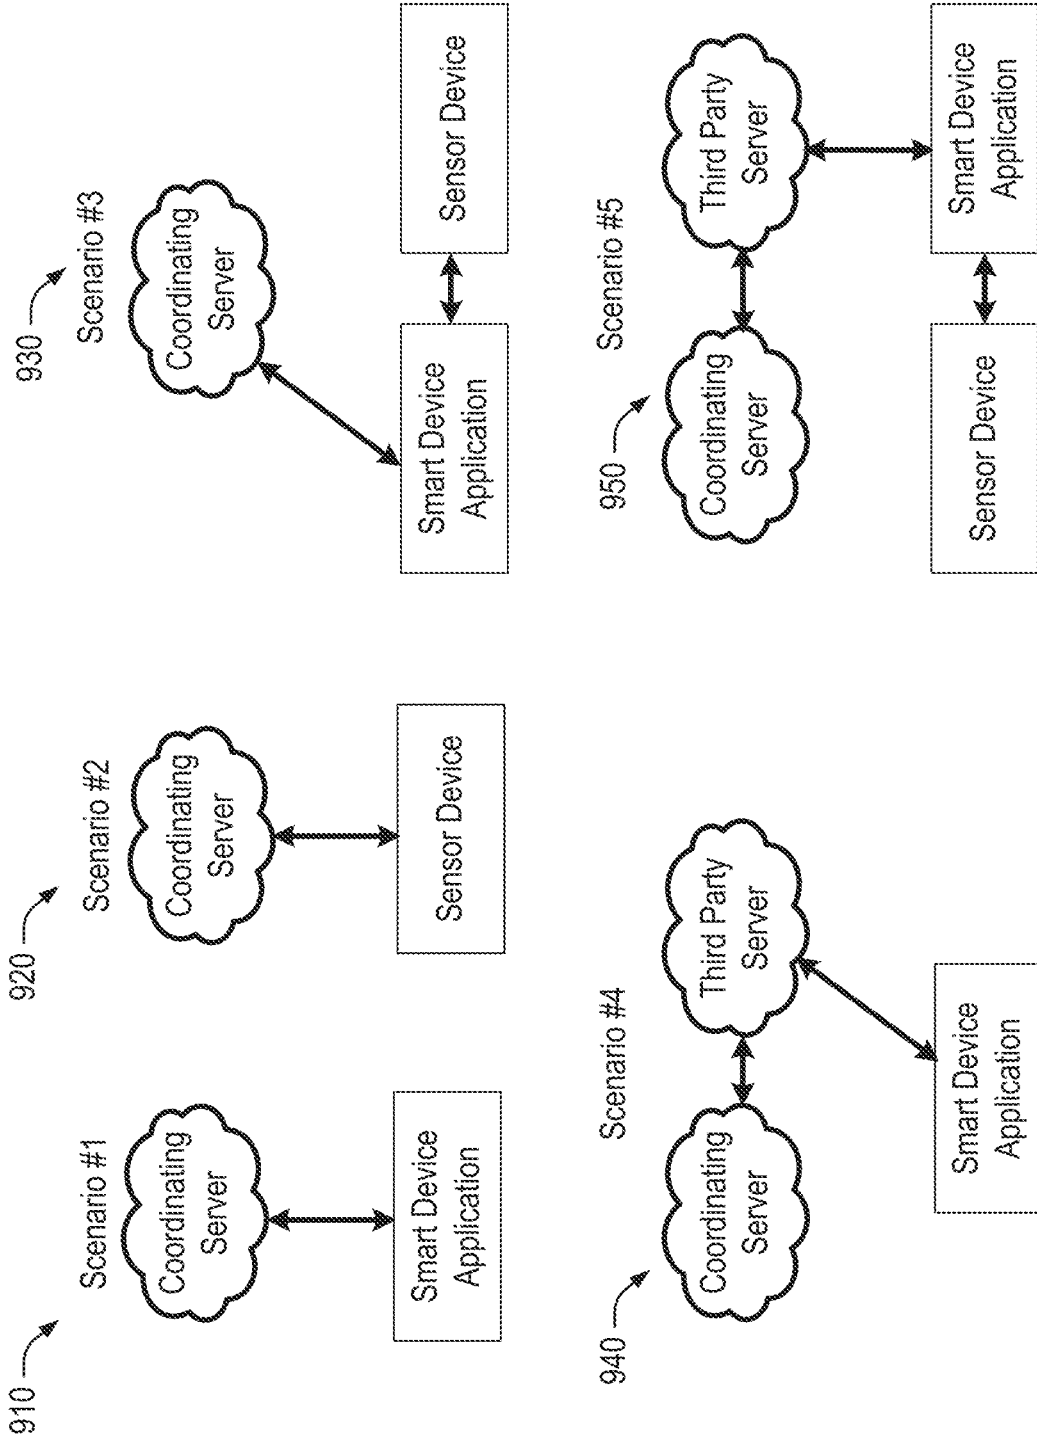 910
Scenario #1
Coordinating
Server
Smart Device
Application
920
Scenario #2
Coordinating
Server
Sensor Device
930
Scenario #3
Coordinating
Server
Smart Device
Application
Sensor Device
940
Scenario #4
Coordinating
Server
Third Party
Server
Smart Device
Application
950
Scenario #5
Coordinating
Server
Third Party
Server
Sensor Device
Smart Device
Application